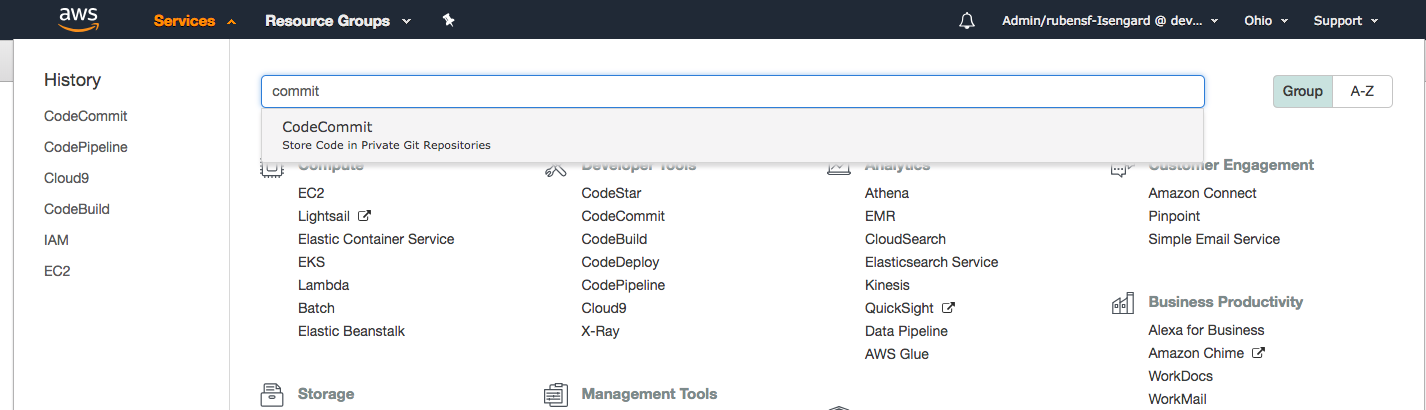 aws
Services
Resource Groups
Admin/rubensf-Isengard @ dev...
Ohio
Support
History
CodeCommit
CodePipeline
Cloud9
CodeBuild
IAM
EC2
commit
Group
A-Z
CodeCommit
Store Code in Private Git Repositories
Compute
EC2
Lightsail
Elastic Container Service
EKS
Lambda
Batch
Elastic Beanstalk
Storage
Developer Tools
CodeStar
CodeCommit
CodeBuild
CodeDeploy
CodePipeline
Cloud9
X-Ray
Management Tools
Analytics
Athena
EMR
CloudSearch
Elasticsearch Service
Kinesis
QuickSight
Data Pipeline
AWS Glue
Customer Engagement
Amazon Connect
Pinpoint
Simple Email Service
Business Productivity
Alexa for Business
Amazon Chime
WorkDocs
WorkMail